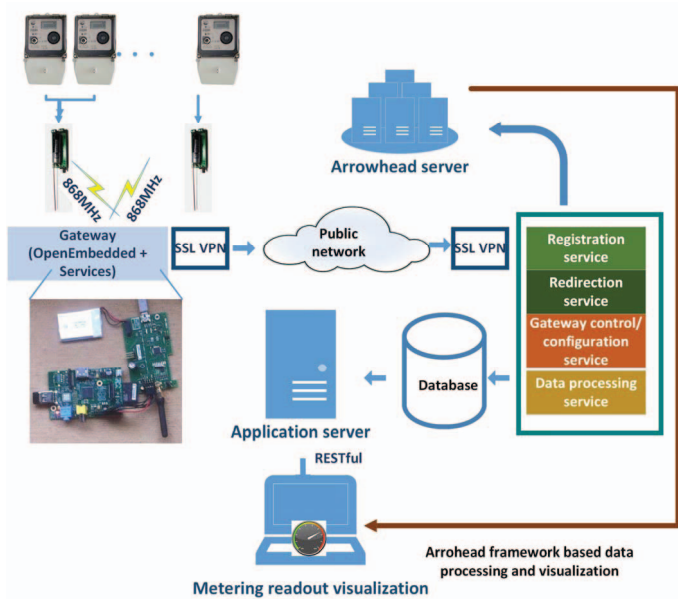 868MHz
868MHz
Arrowhead server
Gateway
(OpenEmbedded +
Services)
SSL VPN
Public
network
SSL VPN
Registration
service
Redirection
service
Gateway control/
configuration
service
Data processing
service
Database
Application server
RESTful
Metering readout visualization
Arrohead framework based data
processing and visualization